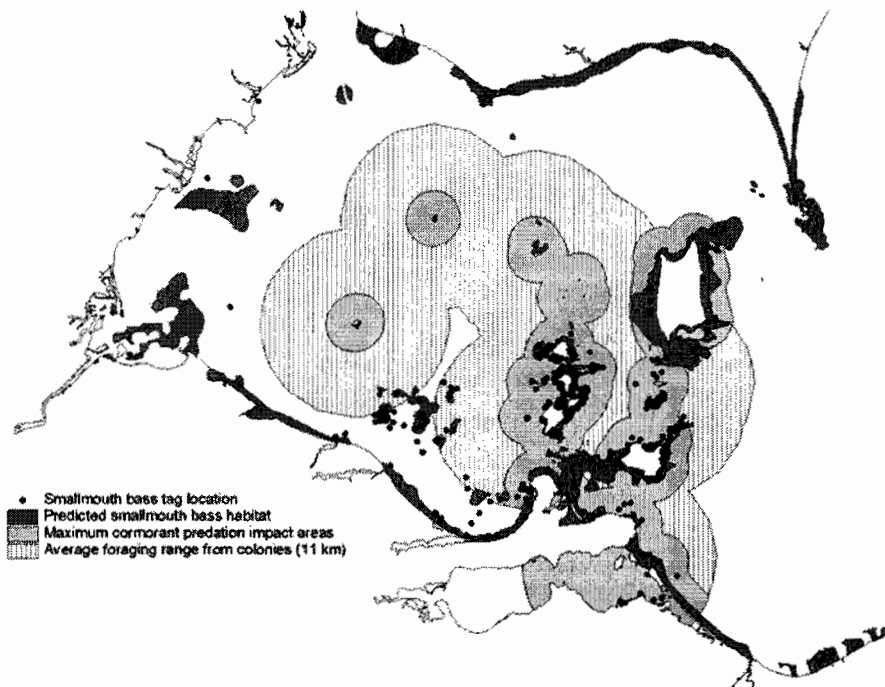 Smallmouth bass tag location
Predicted smallmouth bass habitat
Maximum cormorant predation impact areas
Average foraging range from colonies (11 km)